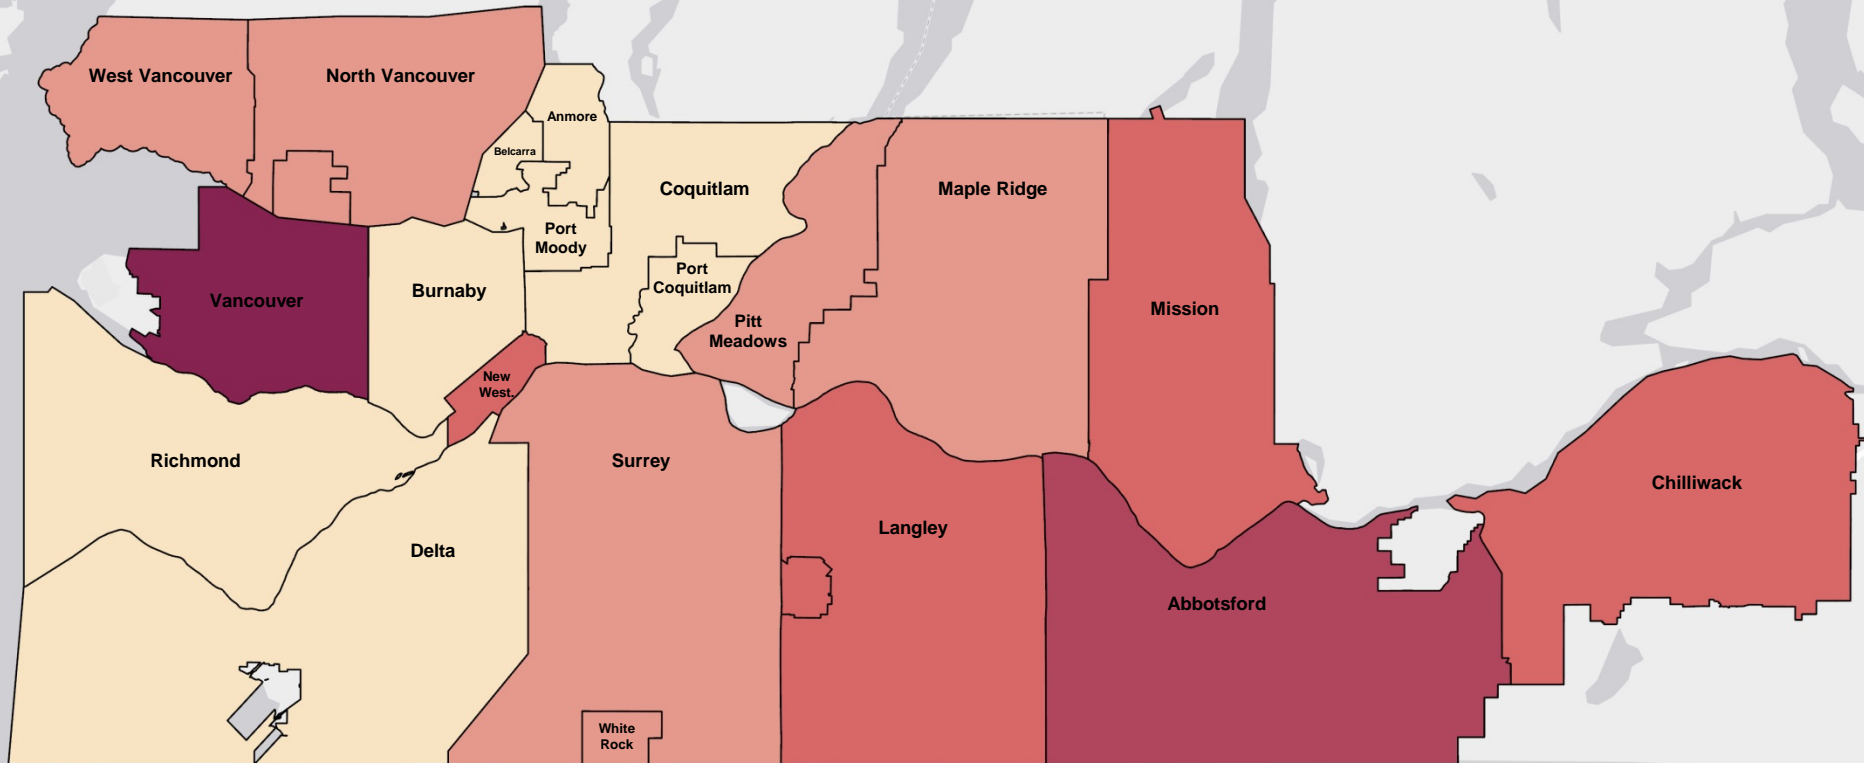 West Vancouver
North Vancouver
Anmore
Belcarra
Coquitlam
Maple Ridge
Port
Moody
Port
Coquitlam
Burnaby
Vancouver
Mission
Pitt
Meadows
New
West.
Richmond
Surrey
Chilliwack
Langley
Delta
Abbotsford
White
Rock